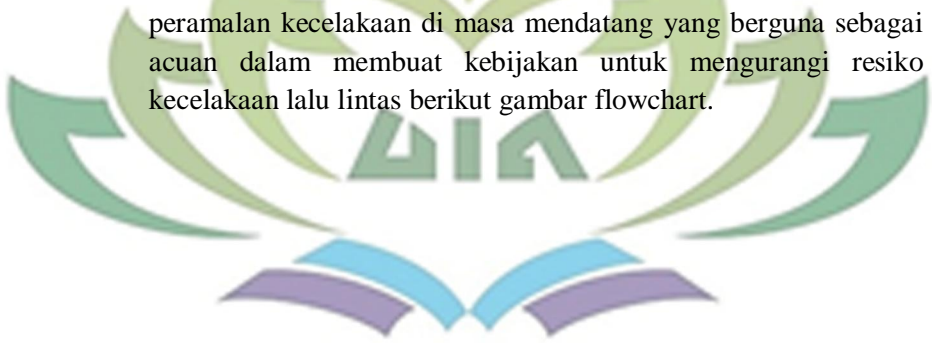 peramalan kecelakaan di masa mendatang yang berguna sebagai
acuan dalam membuat kebijakan untuk mengurangi resiko
kecelakaan lalu lintas berikut gambar flowchart.
UIN